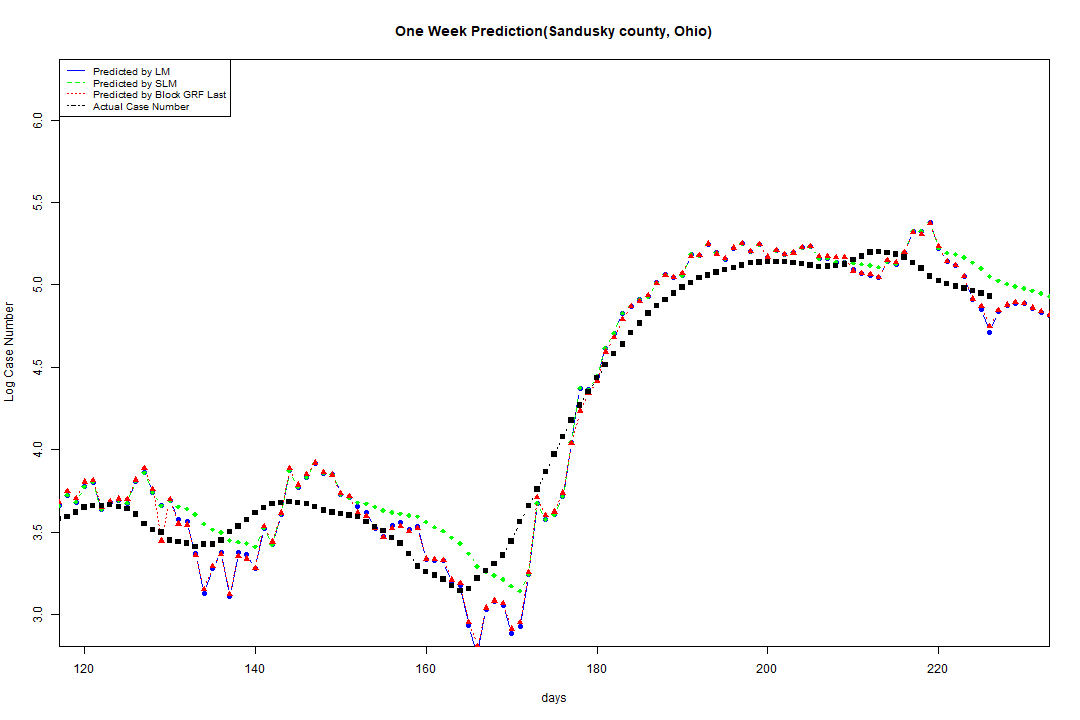 One Week Prediction(Sandusky county, Ohio)
Predicted by LM
Predicted by SLM
Predicted by Block GRF Last
Actual Case Number
Log Case Number
6.0
5.5
5.0
4.5
4.0
3.5
3.0
120 140 160 180 200 220
days